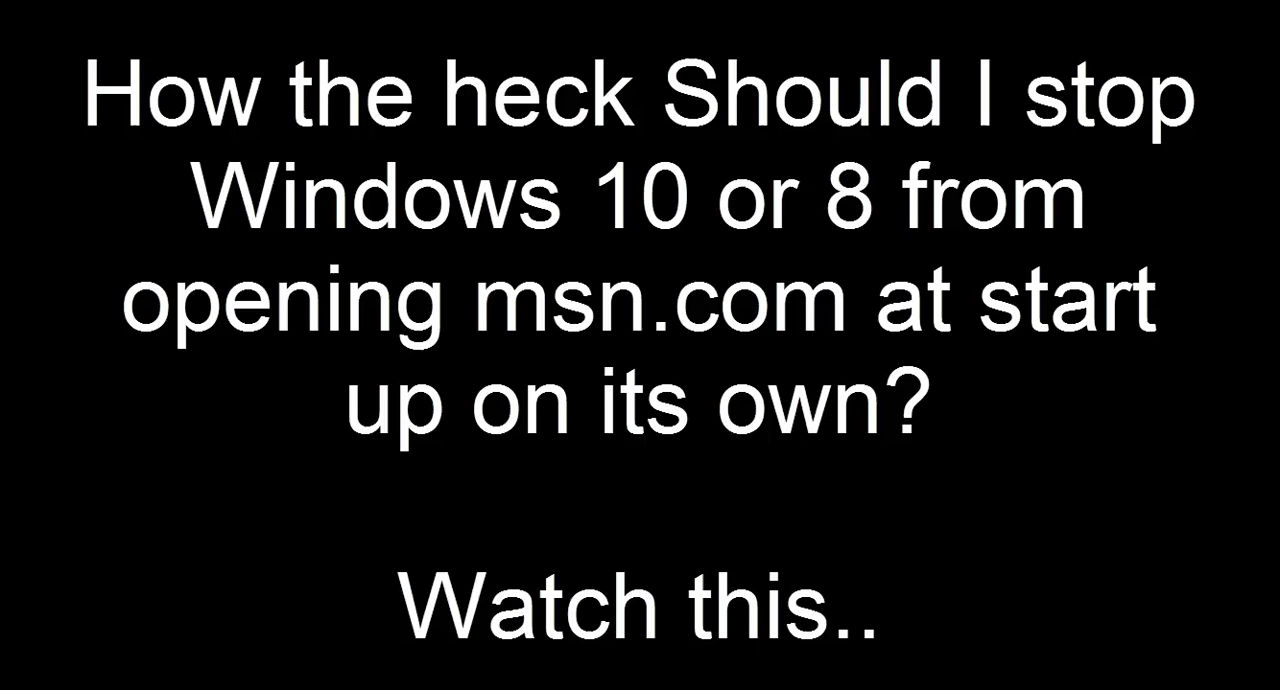 How the heck Should I stop
Windows 10 or 8 from
opening msn.com at start
up on its own?
Watch this..